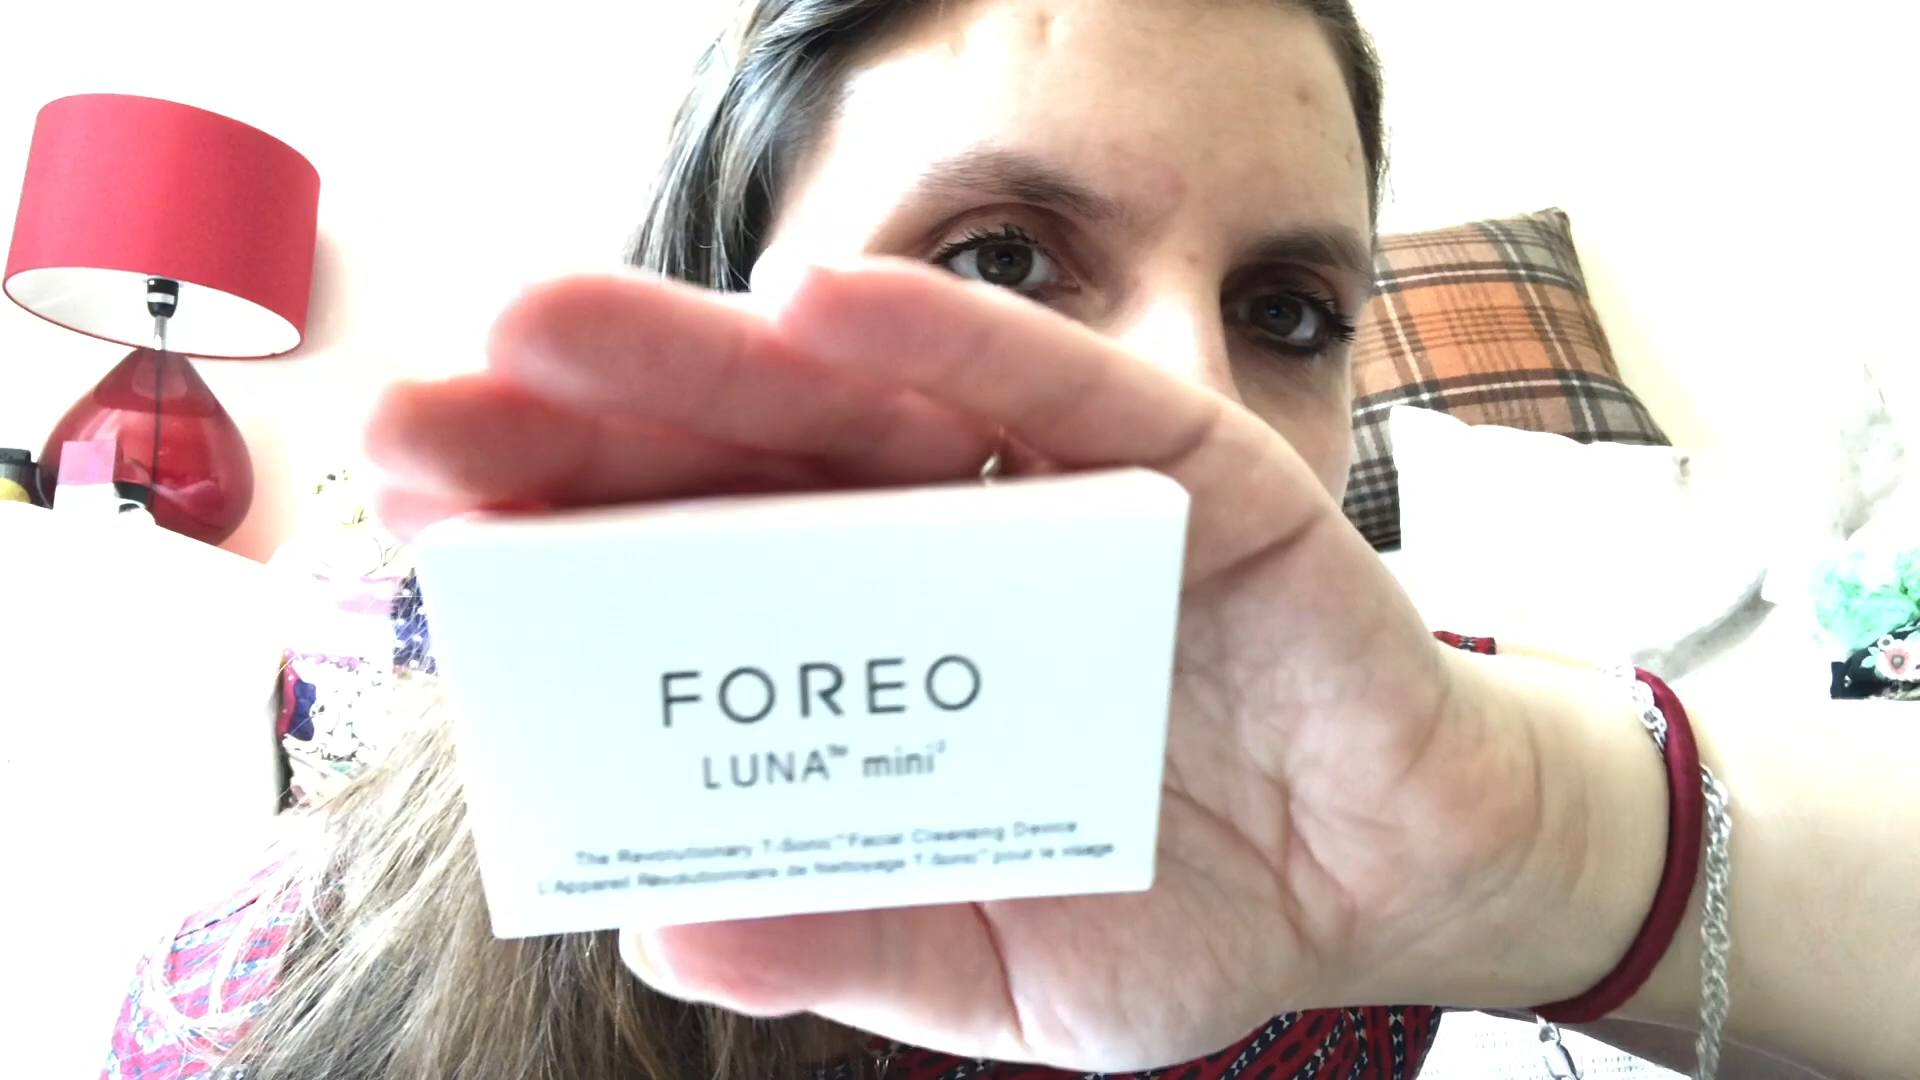 FOREO
LUNA™ mini²
The Revolutionary T-Sonic™ Facial Cleansing Device
L'Appareil Révolutionnaire de Nettoyage T-Sonic™ pour le visage